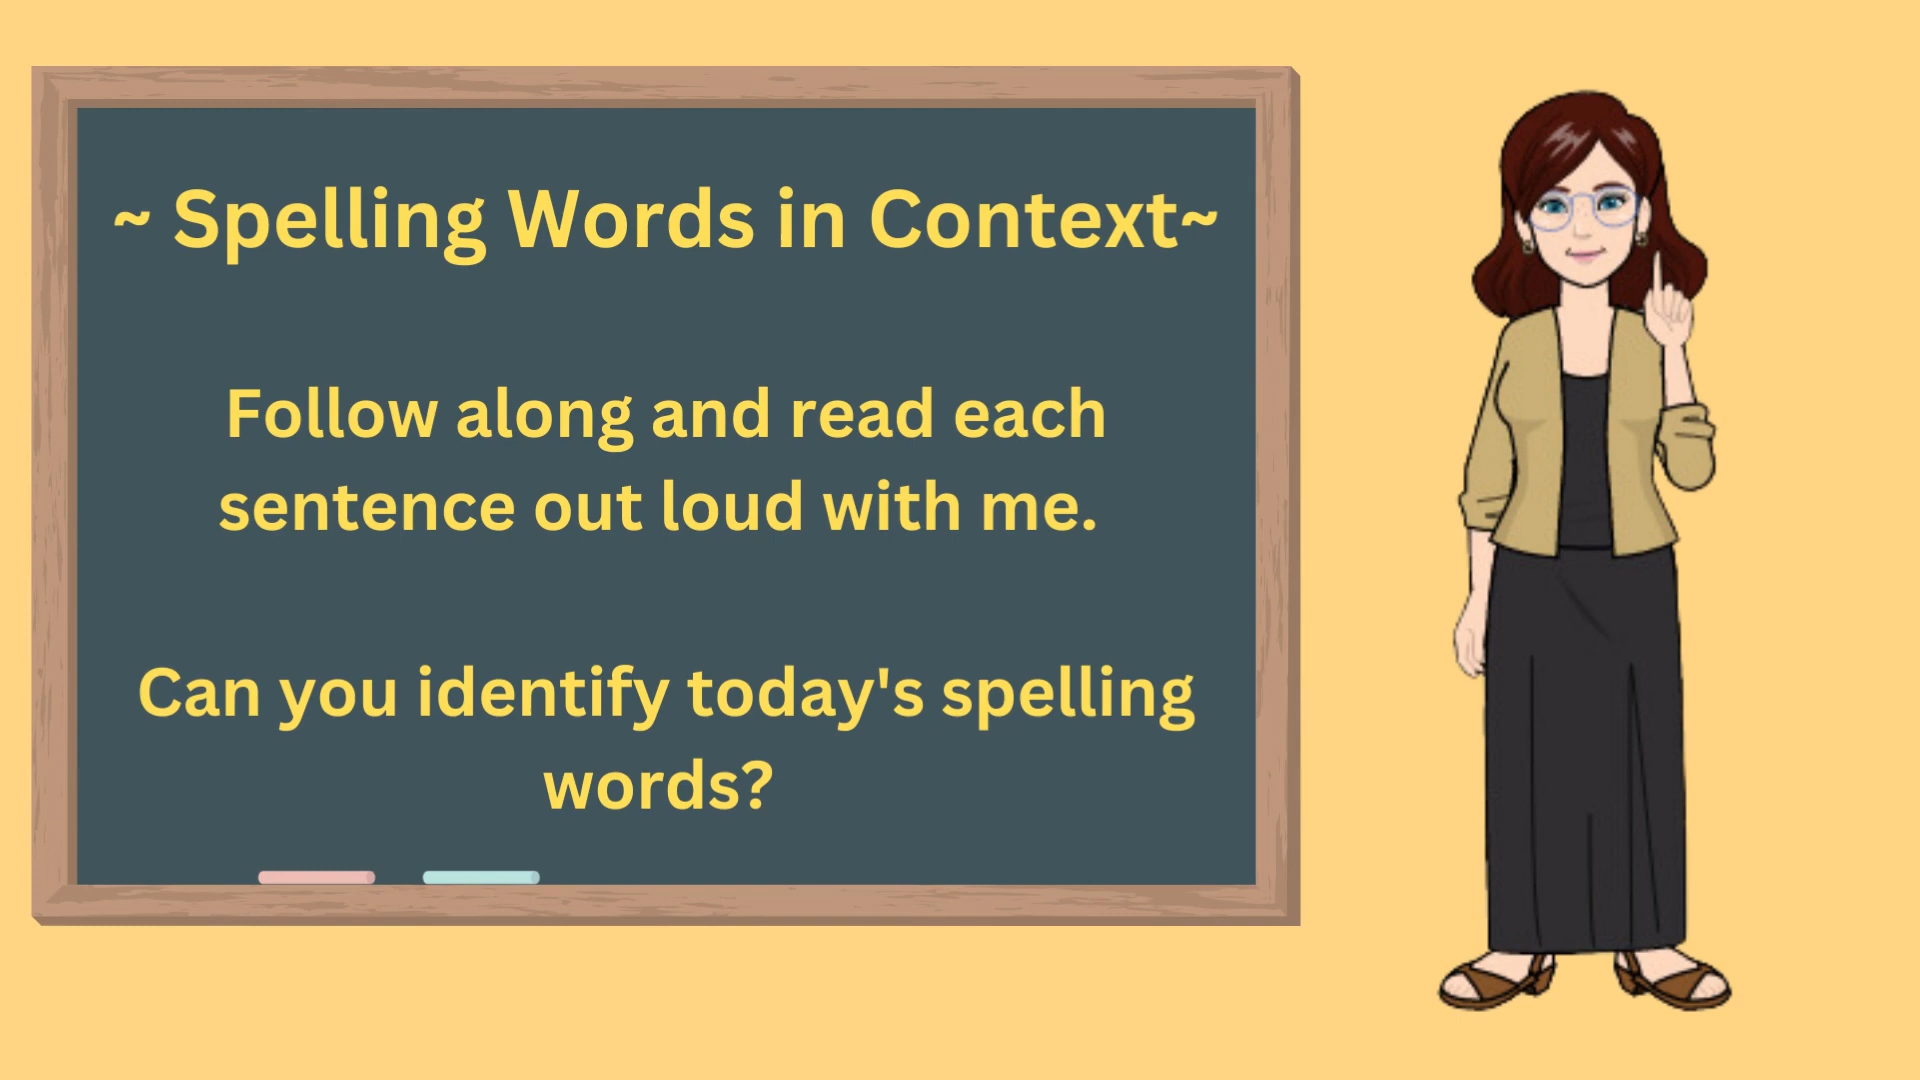 ~ Spelling Words in Context~
Follow along and read each
sentence out loud with me.
Can you identify today's spelling
words?